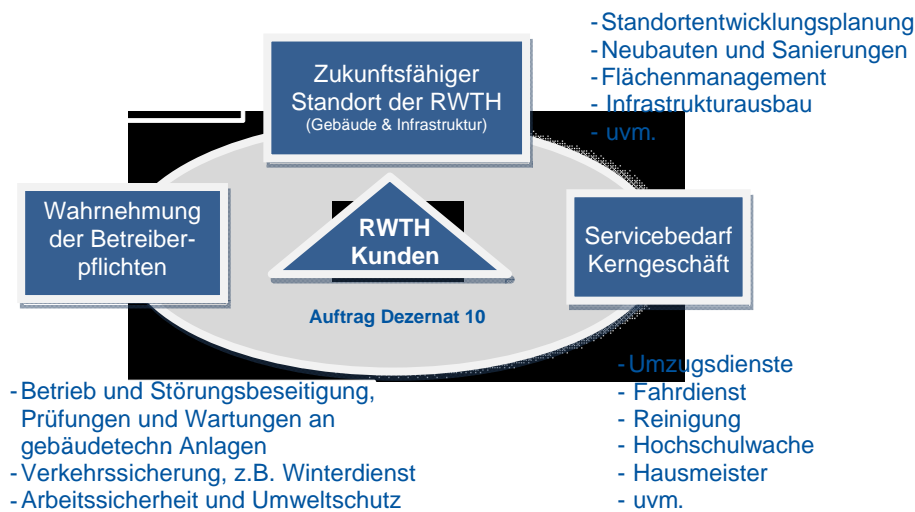 Zukunftsfähiger
Standort der RWTH
(Gebäude & Infrastruktur)
- Standortentwicklungsplanung
- Neubauten und Sanierungen
- Flächenmanagement
- Infrastrukturausbau
- uvm.
Wahrnehmung
der Betreiber-
pflichten
RWTH
Kunden
Servicebedarf
Kerngeschäft
Auftrag Dezernat 10
- Betrieb und Störungsbeseitigung,
Prüfungen und Wartungen an
gebäudetechn. Anlagen
- Verkehrssicherung, z.B. Winterdienst
- Arbeitssicherheit und Umweltschutz
- Umzugsdienste
- Fahrdienst
- Reinigung
- Hochschulwache
- Hausmeister
- uvm.